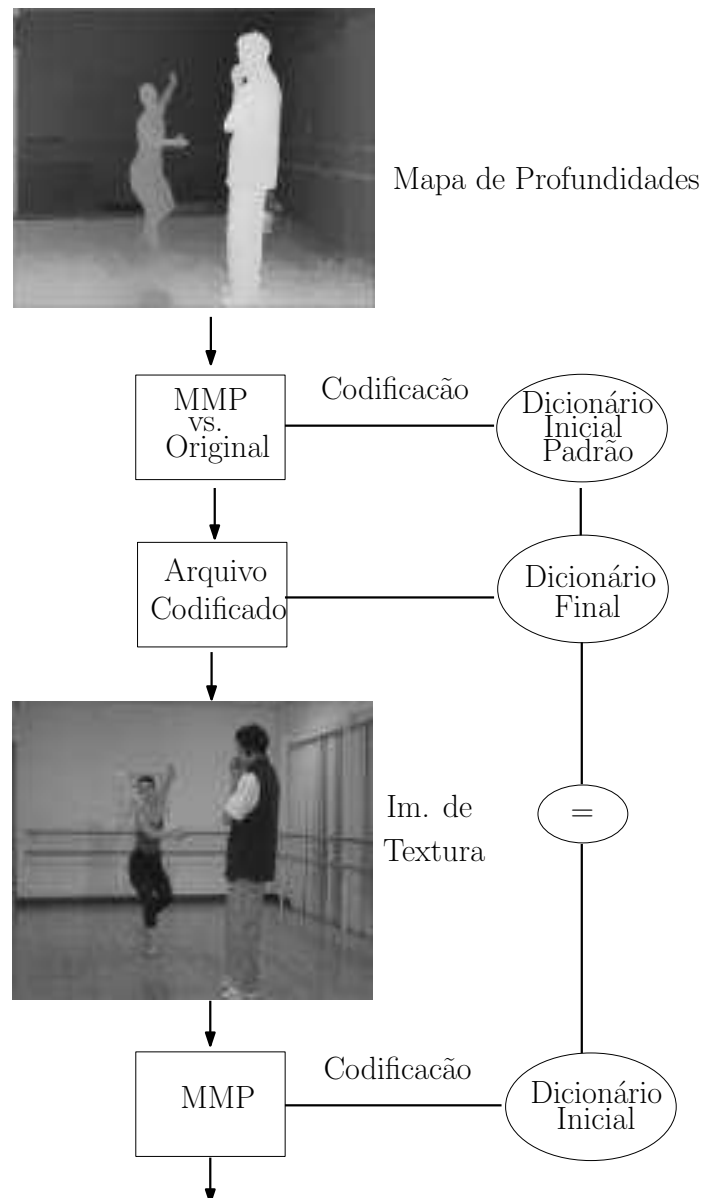 Mapa de Profundidades
MMP
vs.
Original
Codificacão
Dicionário
Inicial
Padrão
Arquivo
Codificado
Dicionário
Final
Im. de
Textura
=
MMP
Codificacão
Dicionário
Inicial